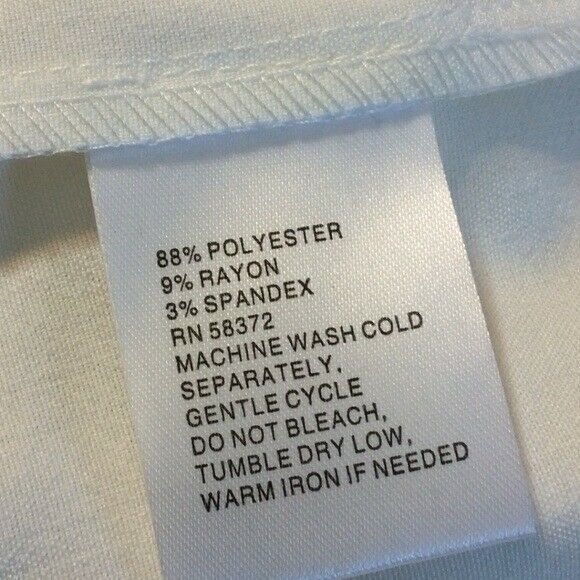 88% POLYESTER
9% RAYON
3% SPANDEX
RN 58372
MACHINE WASH COLD
SEPARATELY,
GENTLE CYCLE
DO NOT BLEACH,
TUMBLE DRY LOW,
WARM IRON IF NEEDED